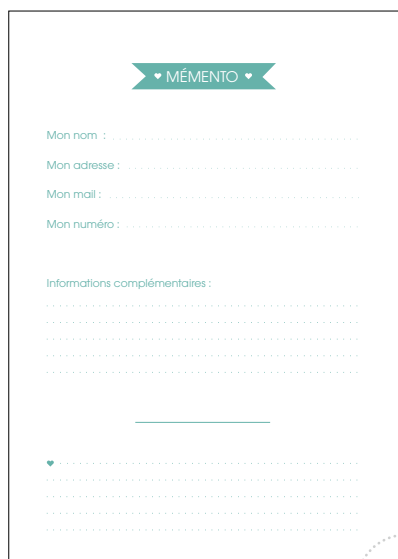 MÉMENTO
Mon nom :
Mon adresse :
Mon mail :
Mon numéro :
Informations complémentaires :